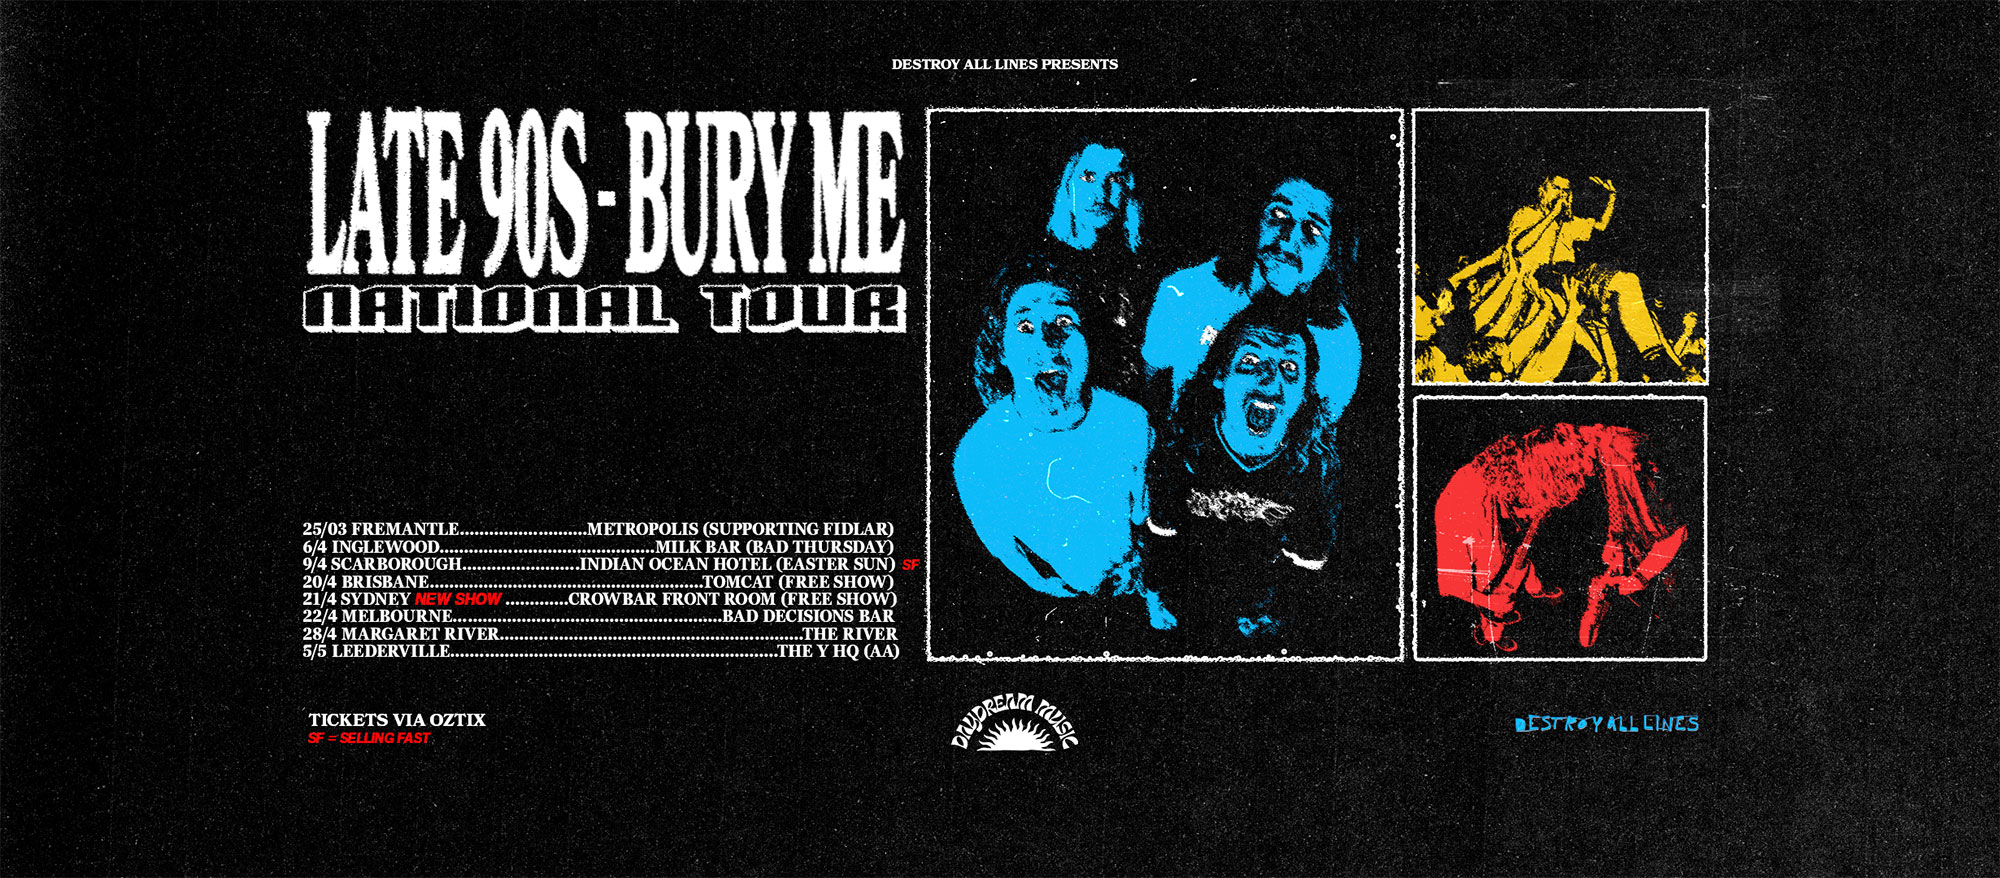 DESTROY ALL LINES PRESENTS
LATE 90S - BURY ME
NATIONAL TOUR
25/03 FREMANTLE...........................METROPOLIS (SUPPORTING FIDLAR)
6/4 INGLEWOOD.............................................MILK BAR (BAD THURSDAY)
9/4 SCARBOROUGH........................INDIAN OCEAN HOTEL (EASTER SUN) SF
20/4 BRISBANE.........................................................TOMCAT (FREE SHOW)
21/4 SYDNEY NEW SHOW .............CROWBAR FRONT ROOM (FREE SHOW)
22/4 MELBOURNE........................................................BAD DECISIONS BAR
28/4 MARGARET RIVER...............................................................THE RIVER
5/5 LEEDERVILLE....................................................................THE Y HQ (AA)
TICKETS VIA OZTIX
SF = SELLING FAST
DAYDREAM MUSIC
DESTROY ALL LINES